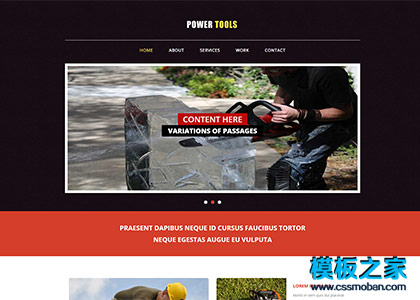 POWER TOOLS
HOME ABOUT SERVICES WORK CONTACT
CONTENT HERE
VARIATIONS OF PASSAGES
PRAESENT DAPIBUS NEQUE ID CURSUS FAUCIBUS TORTOR
NEQUE EGESTAS AUGUE EU VULPUTA
LOREM
模板之家
www.cssmoban.com